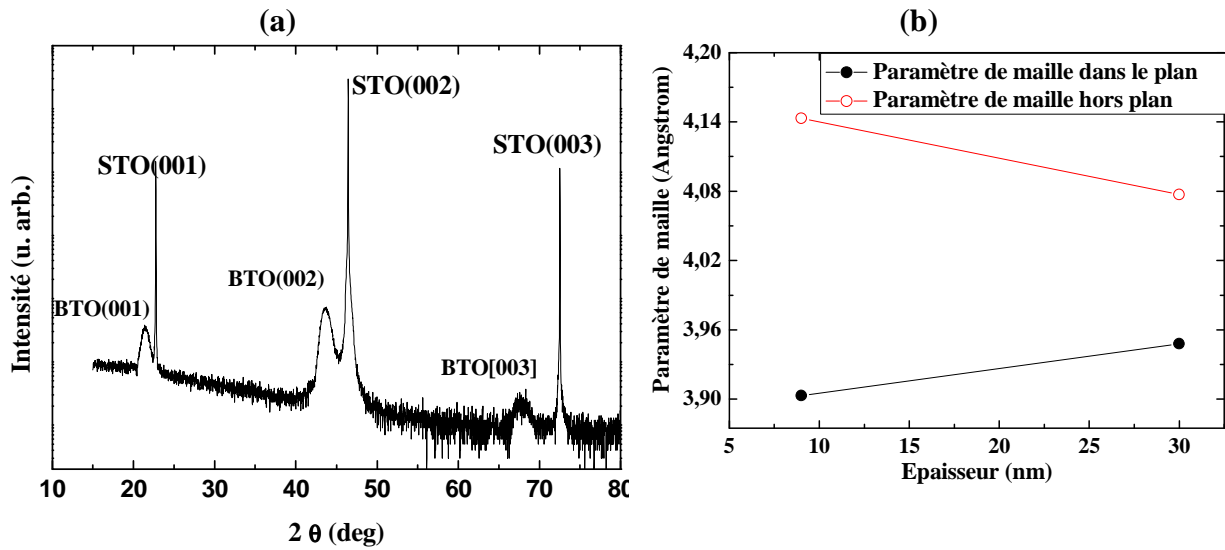 (a)
STO(002)
STO(001)
STO(003)
BTO(002)
BTO(001)
BTO[003]
Intensité (u. arb.)
10 20 30 40 50 60 70 80
2 θ (deg)
(b)
Paramètre de maille dans le plan
Paramètre de maille hors plan
4,20
4,14
4,08
4,02
3,96
3,90
Paramètre de maille (Angstrom)
5 10 15 20 25 30
Epaisseur (nm)